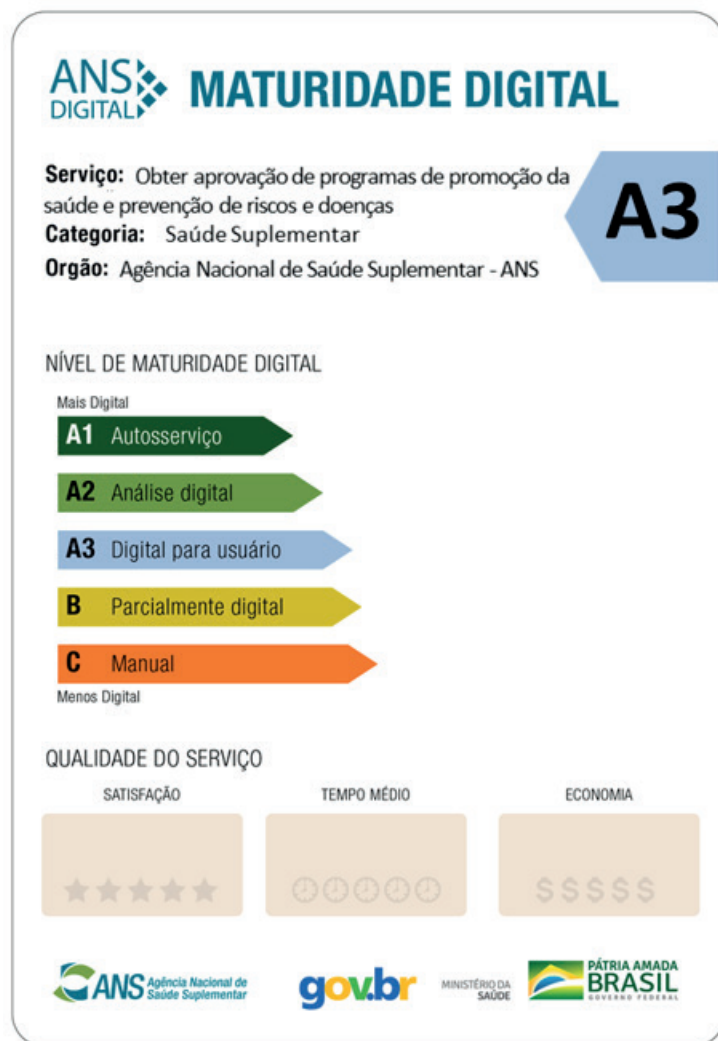 ANS
DIGITAL
MATURIDADE DIGITAL
Serviço: Obter aprovação de programas de promoção da
saúde e prevenção de riscos e doenças
Categoria: Saúde Suplementar
Orgão: Agência Nacional de Saúde Suplementar - ANS
A3
NÍVEL DE MATURIDADE DIGITAL
Mais Digital
A1 Autosserviço
A2 Análise digital
A3 Digital para usuário
B Parcialmente digital
C Manual
Menos Digital
QUALIDADE DO SERVIÇO
SATISFAÇÃO
TEMPO MÉDIO
ECONOMIA
$$$$$
ANS Agência Nacional de
Saúde Suplementar
gov.br
MINISTÉRIO DA
SAÚDE
PÁTRIA AMADA
BRASIL
GOVERNO FEDERAL